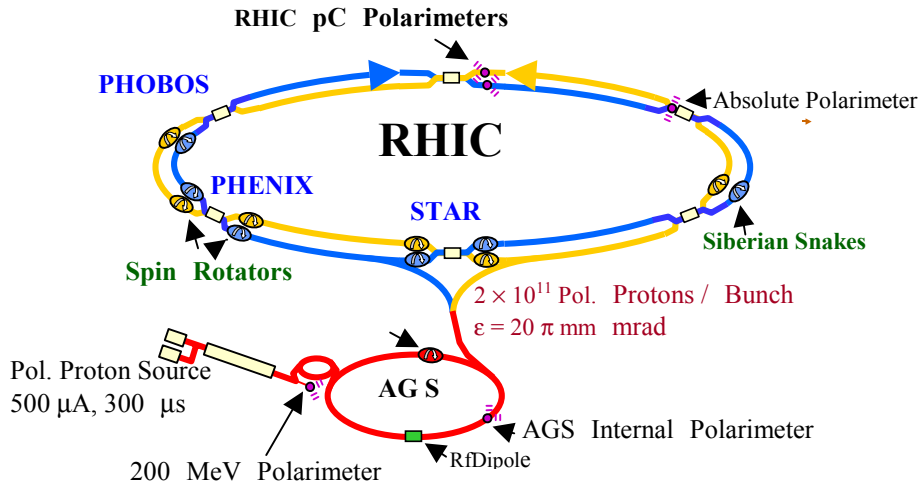 RHIC pC Polarimeters
PHOBOS
Absolute Polarimeter
RHIC
PHENIX
STAR
Siberian Snakes
Spin Rotators
2 × 10¹¹ Pol. Protons / Bunch
ε = 20 π mm mrad
Pol. Proton Source
500 µA, 300 µs
AG S
AGS Internal Polarimeter
RfDipole
200 MeV Polarimeter